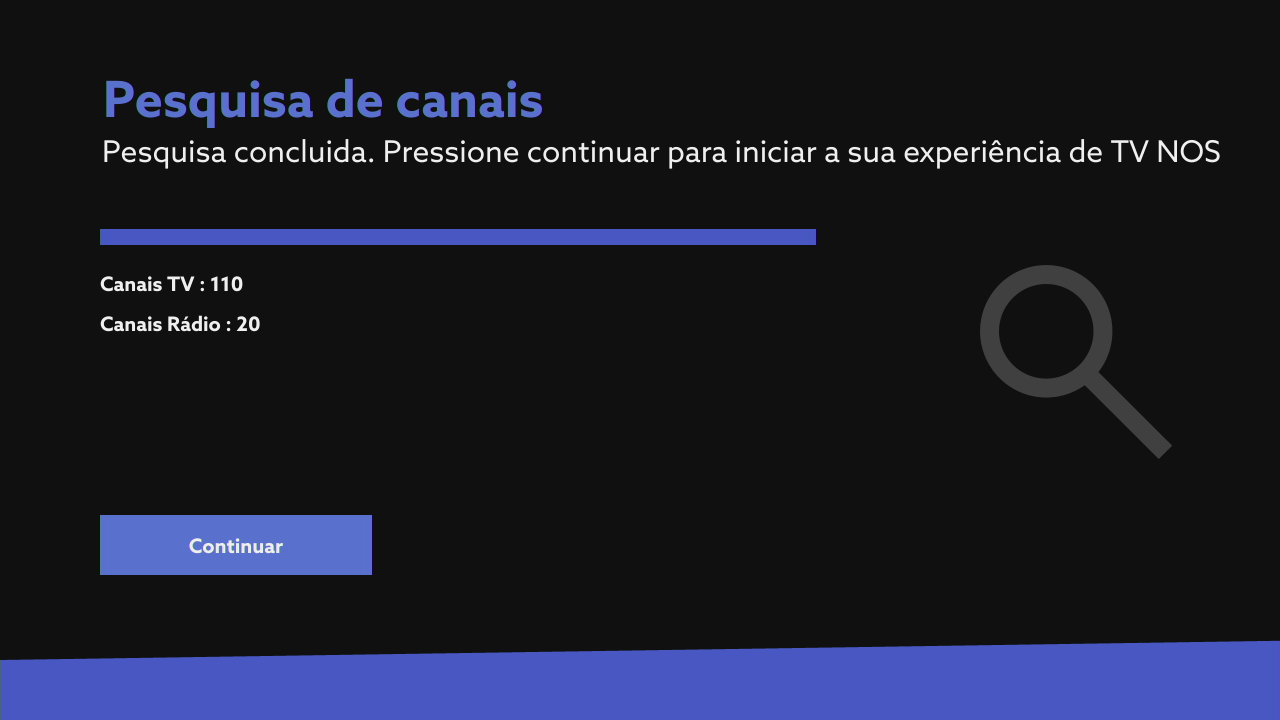 Pesquisa de canais
Pesquisa concluida. Pressione continuar para iniciar a sua experiência de TV NOS
Canais TV : 110
Canais Rádio : 20
Continuar